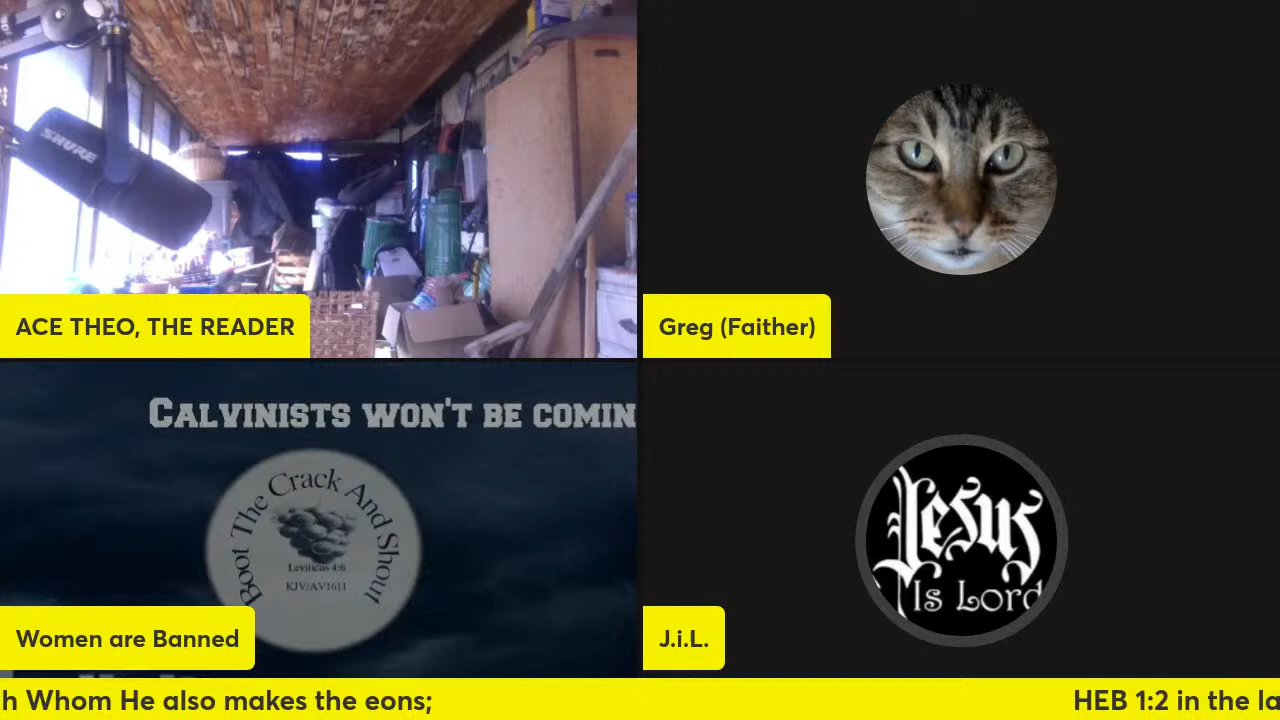 SHURE
ACE THEO, THE READER
Greg (Faither)
CALVINISTS WON'T BE COMIN
Boot The Crack And Shout
Leviticus 4:6
KJV/AV1611
Women are Banned
Jesus
Is Lord
J.i.L.
h Whom He also makes the eons;
HEB 1:2 in the la